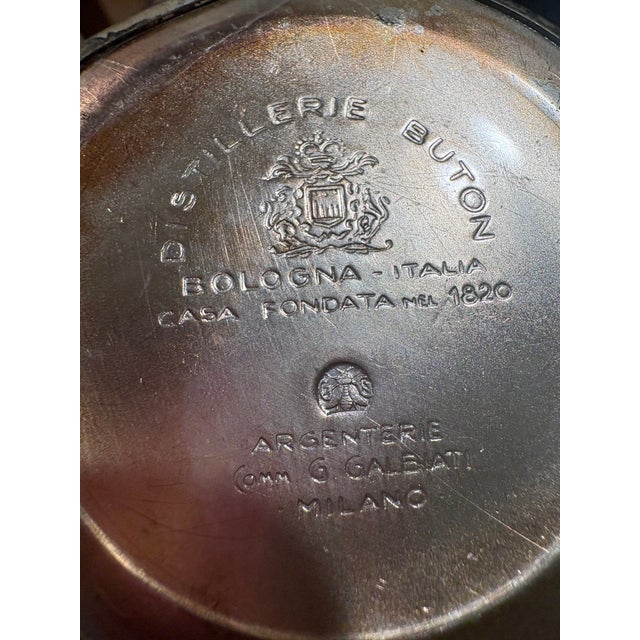 DISTILLERIE BUTON
BOLOGNA - ITALIA
CASA FONDATA NEL 1820
ARGENTERIE
COMM G. GALBIATI
MILANO